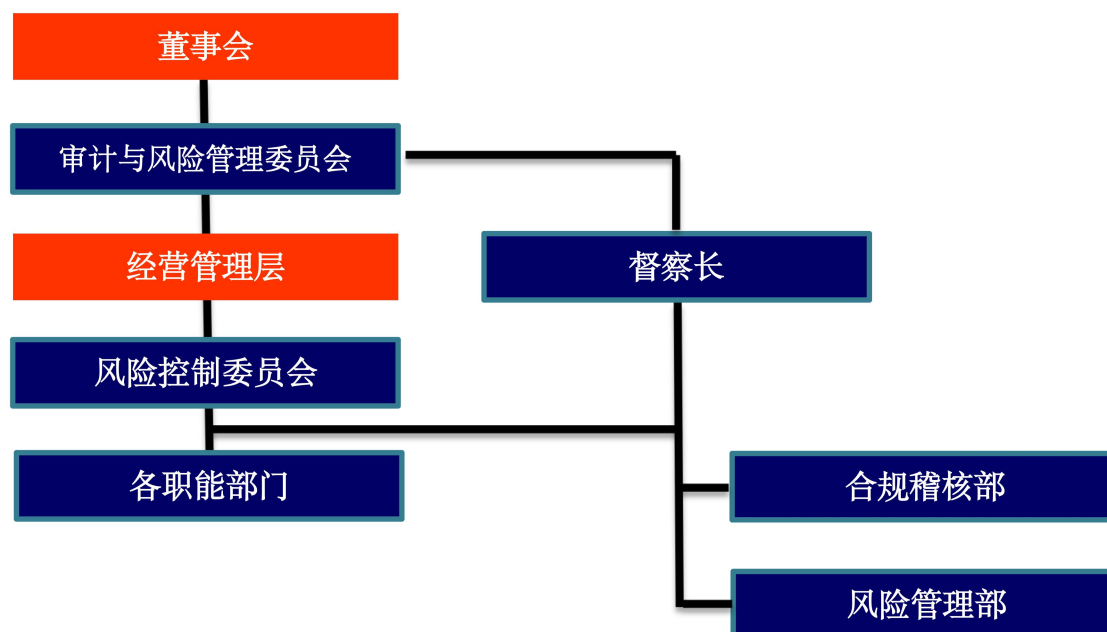 董事会
审计与风险管理委员会
经营管理层
督察长
风险控制委员会
各职能部门
合规稽核部
风险管理部